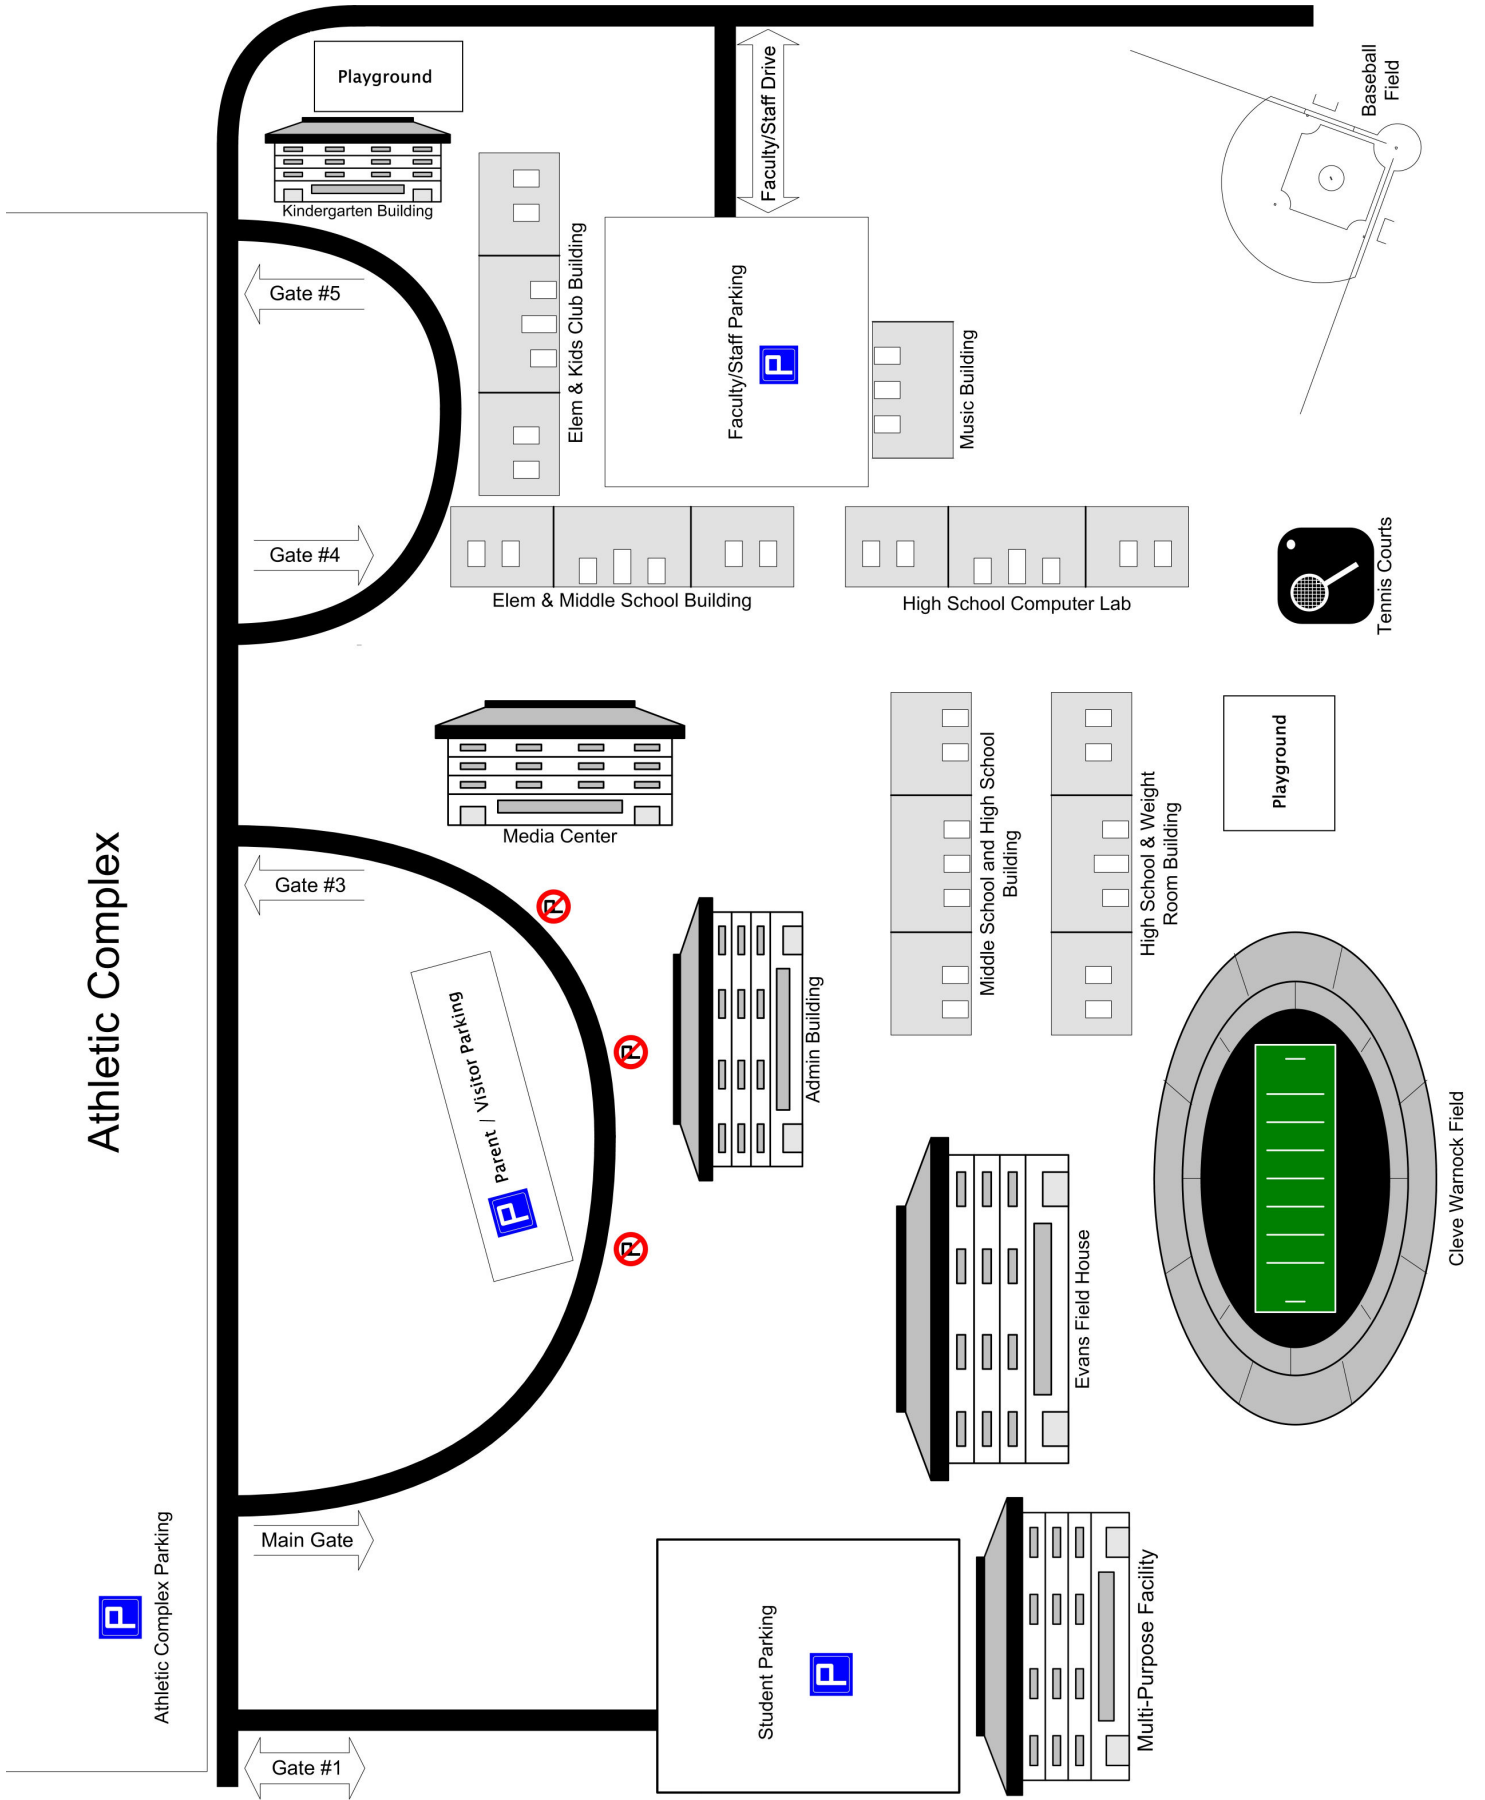 Playground
Kindergarten Building
Faculty/Staff Drive
Baseball
Field
Gate #5
Elem & Kids Club Building
Faculty/Staff Parking
P
Music Building
Gate #4
Elem & Middle School Building
High School Computer Lab
Tennis Courts
Media Center
Middle School and High School
Building
High School & Weight
Room Building
Playground
Athletic Complex
Gate #3
P Parent / Visitor Parking
Admin Building
Evans Field House
Cleve Warnock Field
Main Gate
P
Athletic Complex Parking
Student Parking
P
Multi-Purpose Facility
Gate #1